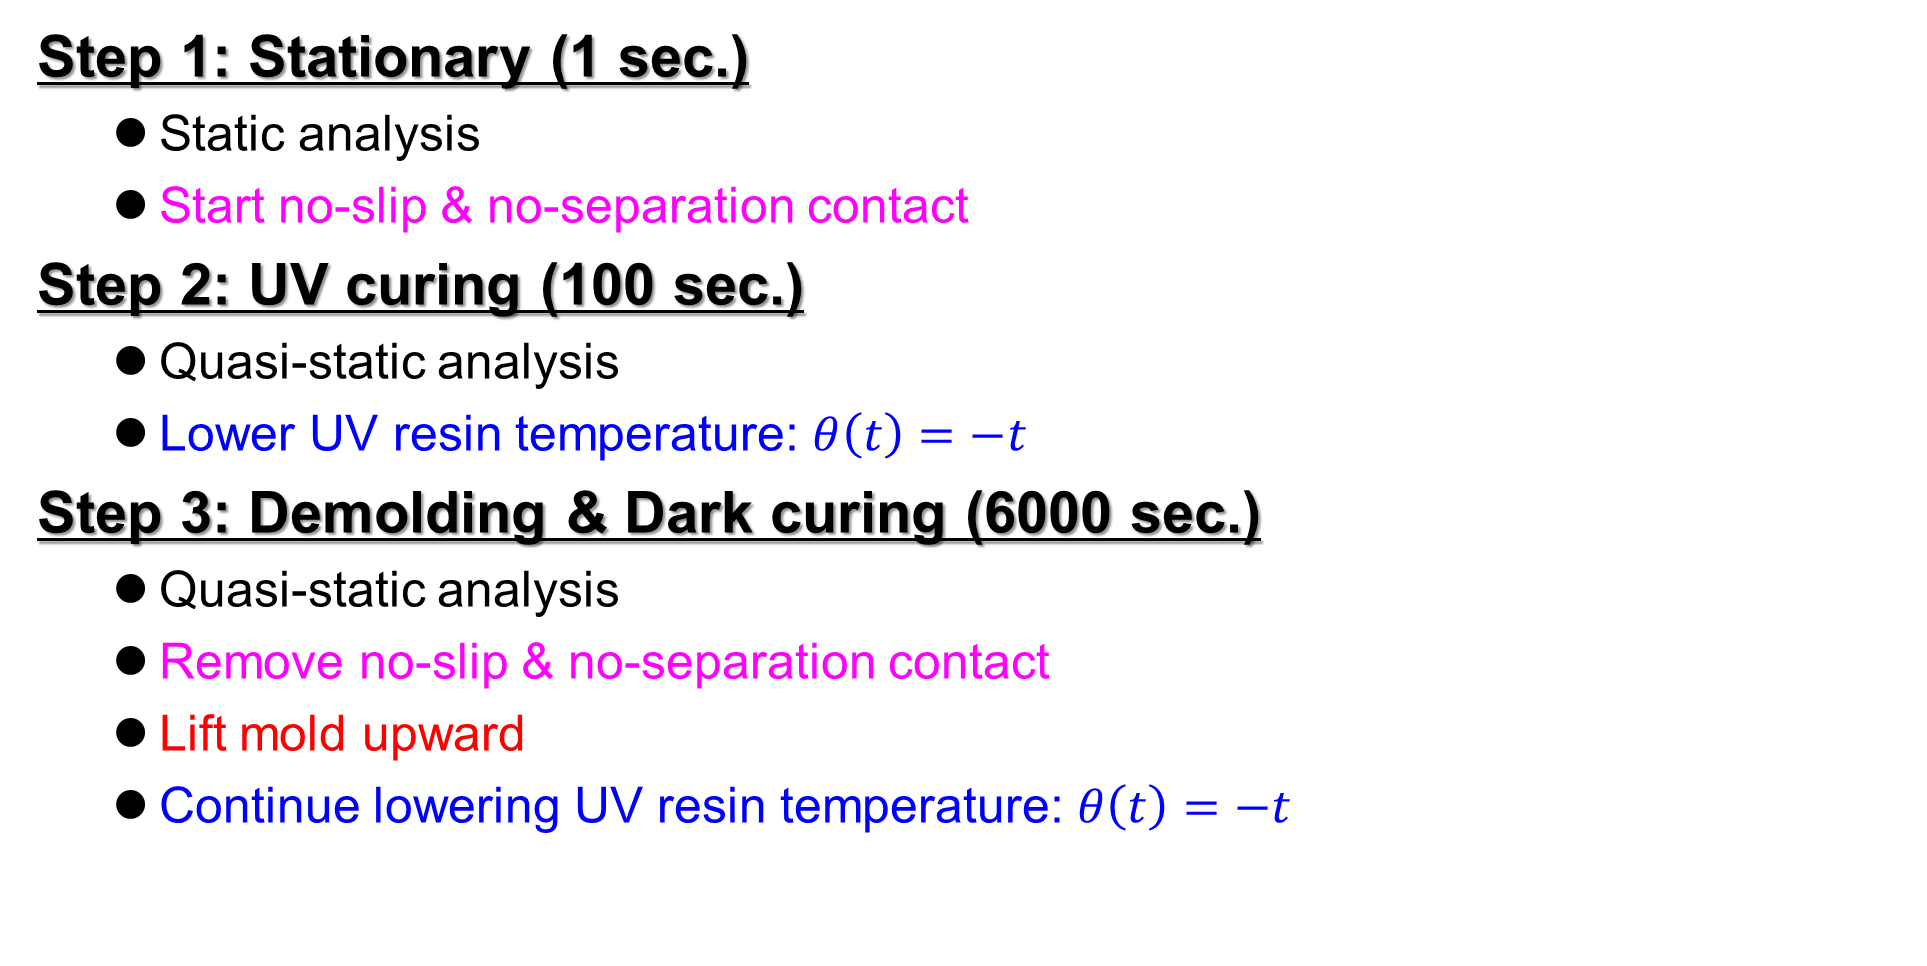 Step 1: Stationary (1 sec.)
● Static analysis
● Start no-slip & no-separation contact
Step 2: UV curing (100 sec.)
● Quasi-static analysis
● Lower UV resin temperature: θ(t) = −t
Step 3: Demolding & Dark curing (6000 sec.)
● Quasi-static analysis
● Remove no-slip & no-separation contact
● Lift mold upward
● Continue lowering UV resin temperature: θ(t) = −t